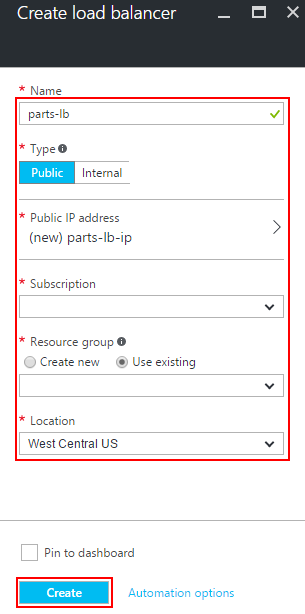 Create load balancer
* Name
parts-lb
* Type
Public Internal
* Public IP address
(new) parts-lb-ip
* Subscription
* Resource group
Create new Use existing
* Location
West Central US
Pin to dashboard
Create Automation options